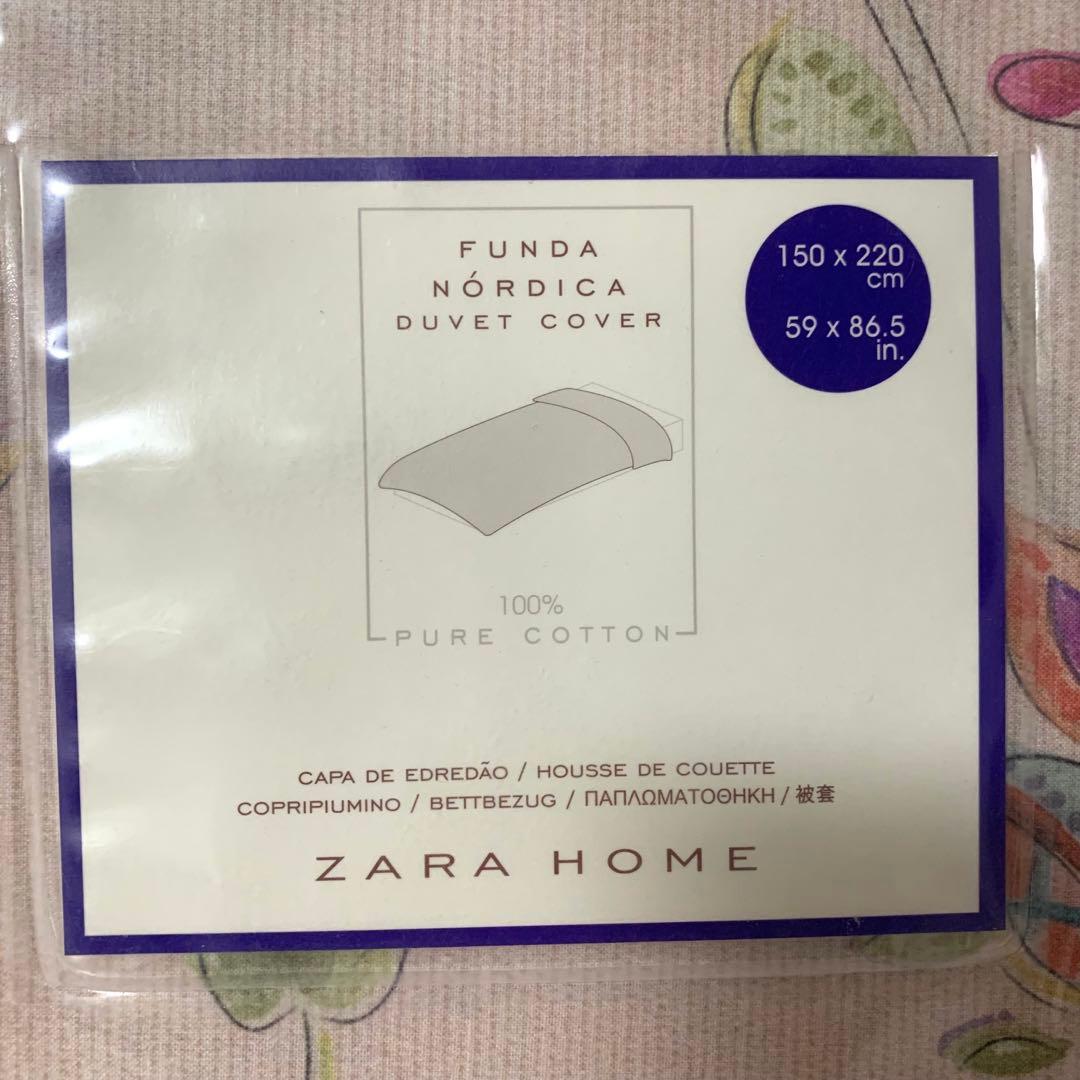 FUNDA
NÓRDICA
DUVET COVER
150 x 220
cm
59 x 86.5
in.
100%
PURE COTTON
CAPA DE EDREDÃO / HOUSSE DE COUETTE
COPRIPIUMINO / BETTBEZUG / ΠΑΠΛΩΜΑΤΟΘΗΚΗ / 被套
ZARA HOME